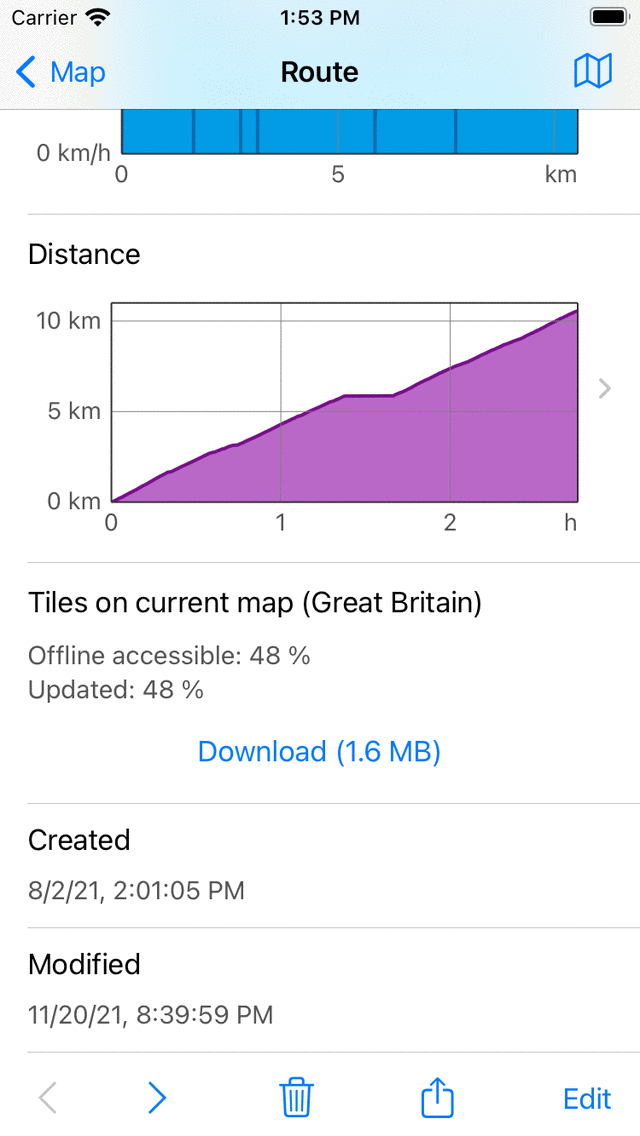 Carrier 1:53 PM
Map Route
0 km/h
0 5 km
Distance
10 km
5 km
0 km
0 1 2 h
Tiles on current map (Great Britain)
Offline accessible: 48 %
Updated: 48 %
Download (1.6 MB)
Created
8/2/21, 2:01:05 PM
Modified
11/20/21, 8:39:59 PM
Edit